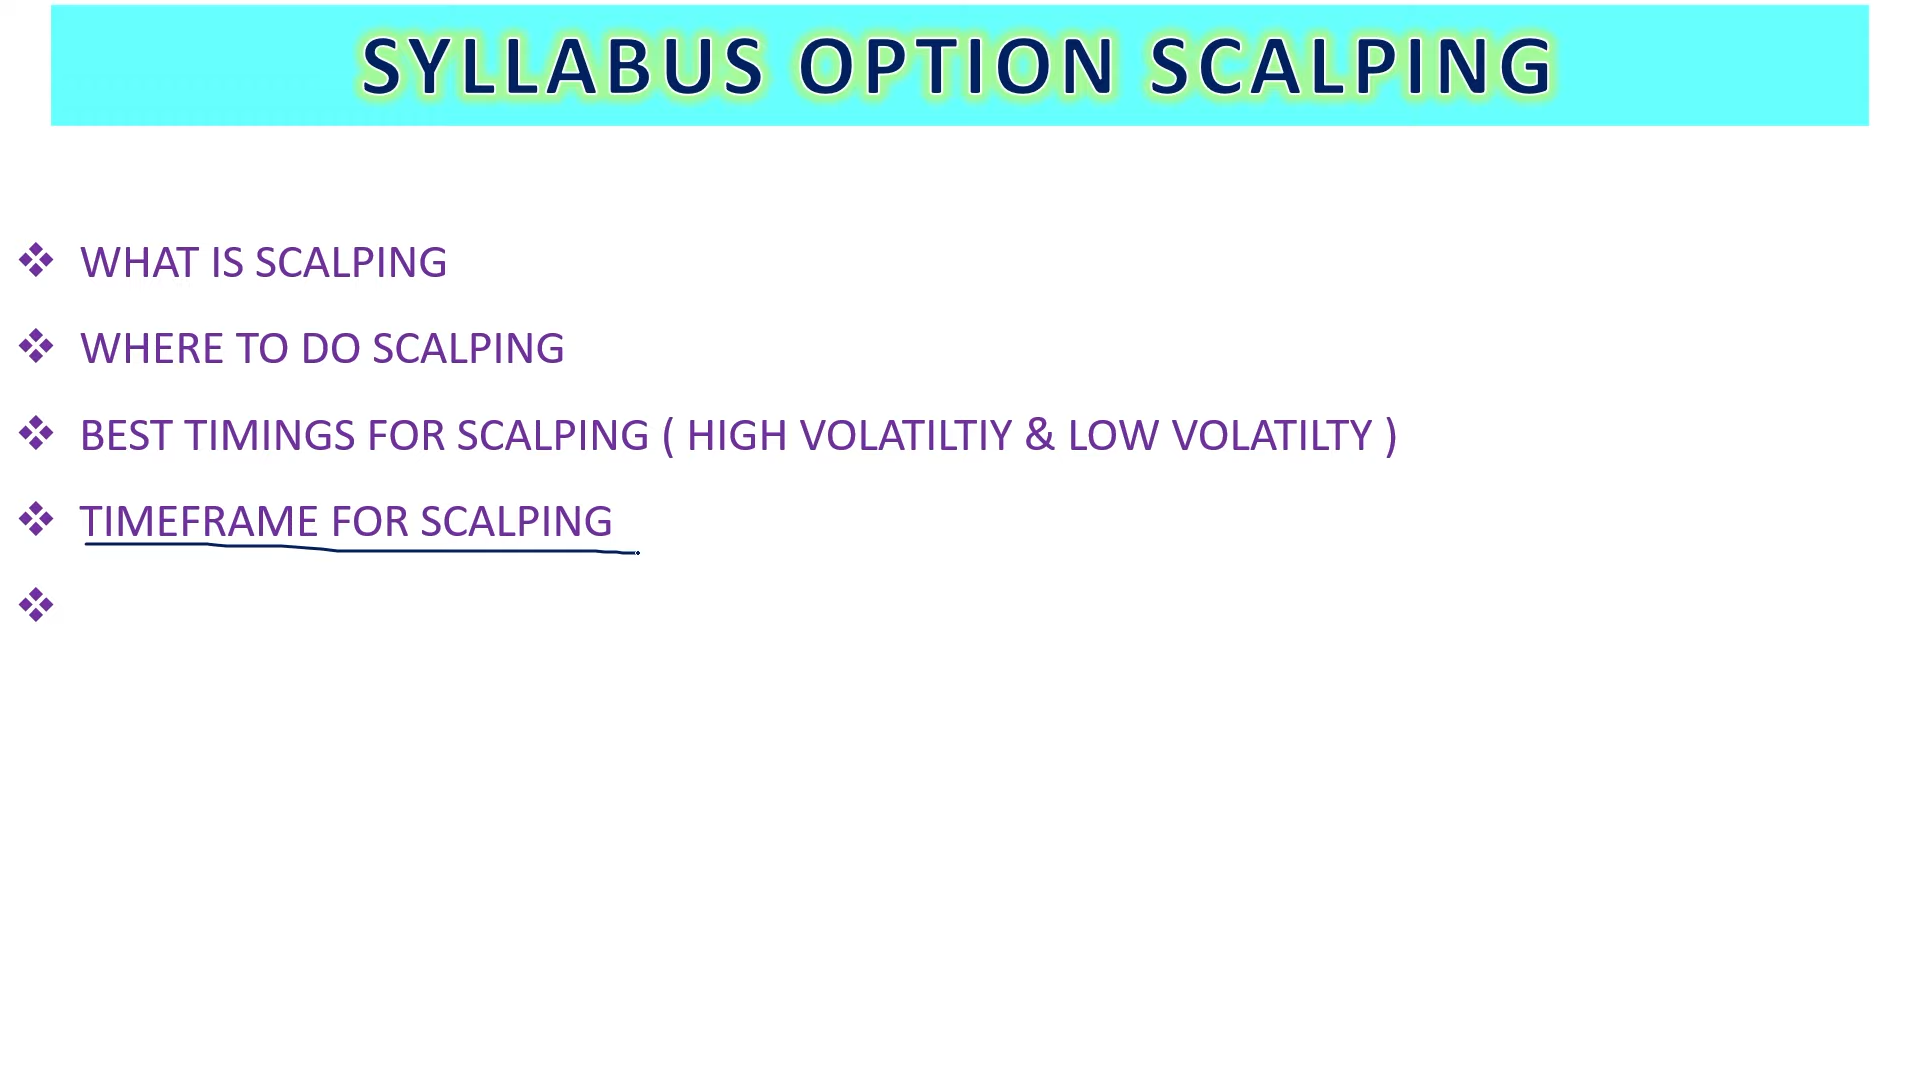 SYLLABUS OPTION SCALPING
WHAT IS SCALPING
WHERE TO DO SCALPING
BEST TIMINGS FOR SCALPING ( HIGH VOLATILTIY & LOW VOLATILTY )
TIMEFRAME FOR SCALPING